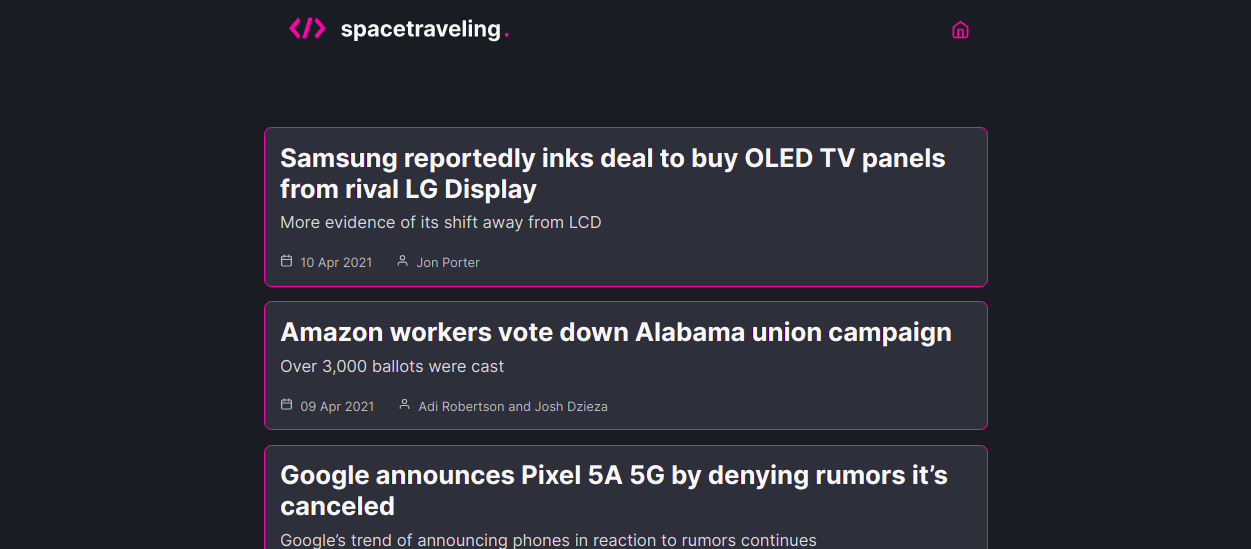 </> spacetraveling.
Samsung reportedly inks deal to buy OLED TV panels
from rival LG Display
More evidence of its shift away from LCD
10 Apr 2021 Jon Porter
Amazon workers vote down Alabama union campaign
Over 3,000 ballots were cast
09 Apr 2021 Adi Robertson and Josh Dzieza
Google announces Pixel 5A 5G by denying rumors it’s
canceled
Google’s trend of announcing phones in reaction to rumors continues